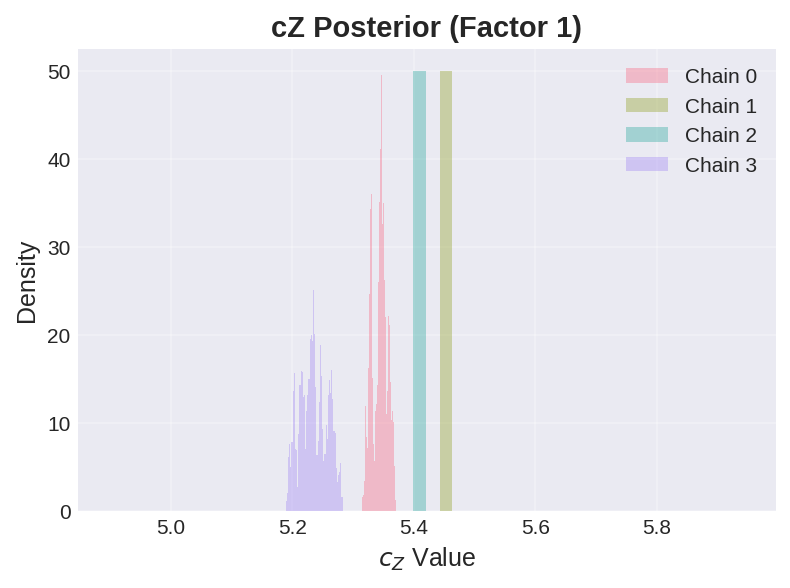 cZ Posterior (Factor 1)
50
40
30
20
10
0
Density
Chain 0
Chain 1
Chain 2
Chain 3
5.0
5.2
5.4
5.6
5.8
c_Z Value